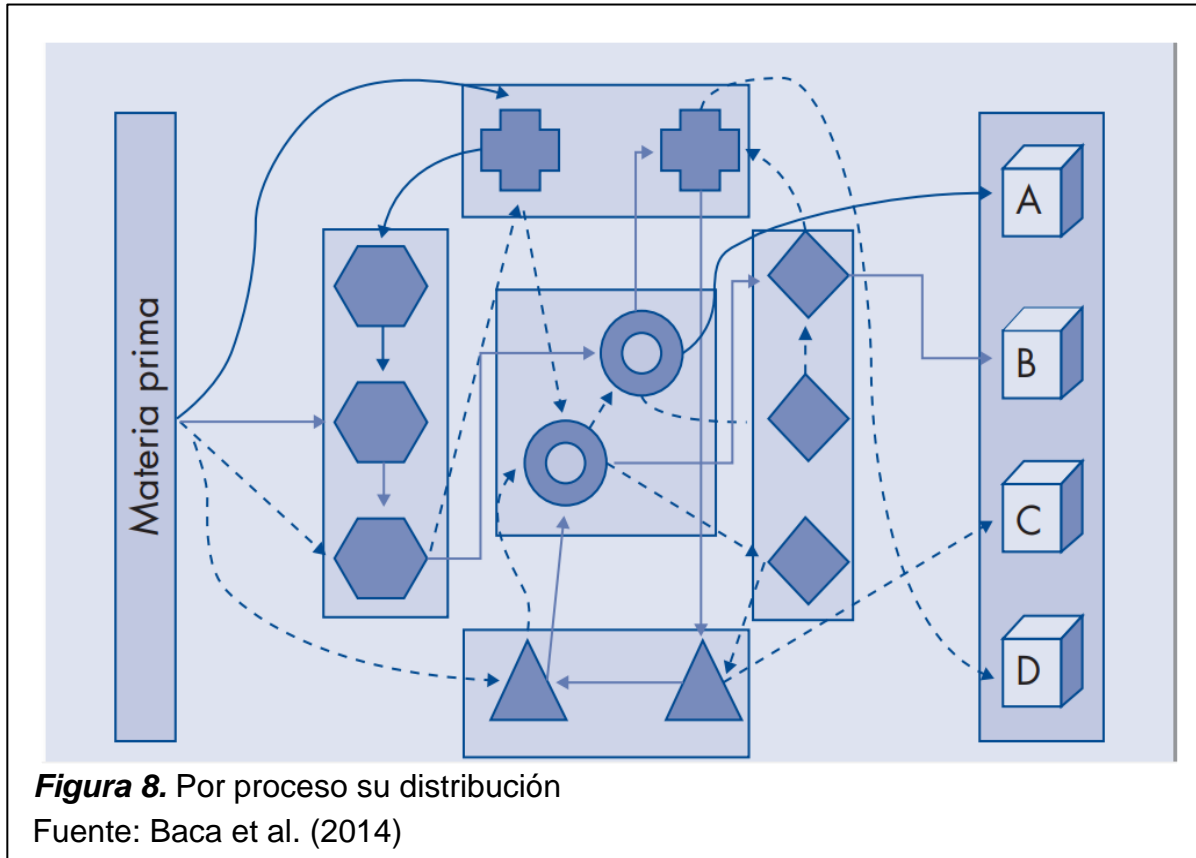 Materia prima
A
B
C
D
Figura 8. Por proceso su distribución
Fuente: Baca et al. (2014)